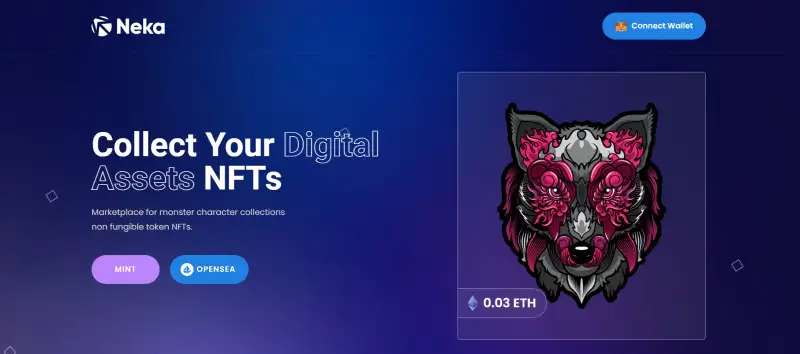 Neka
Connect Wallet
Collect Your Digital
Assets NFTs
Marketplace for monster character collections
non fungible token NFTs.
MINT
OPENSEA
0.03 ETH